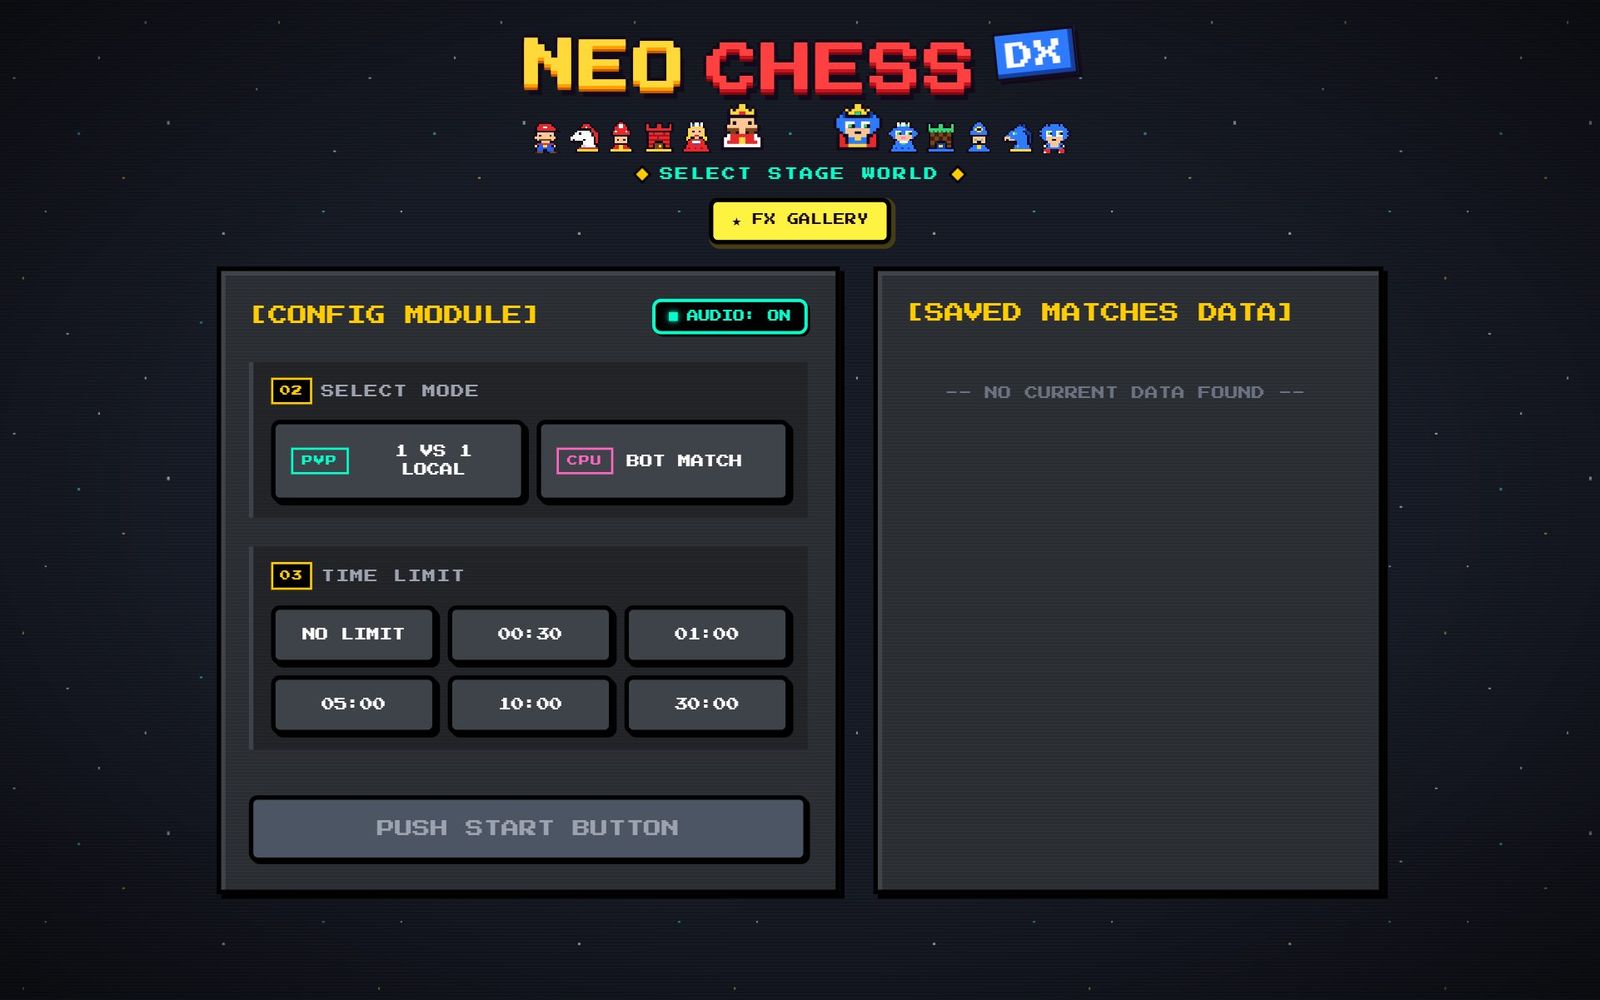 NEO CHESS DX
◆ SELECT STAGE WORLD ◆
★ FX GALLERY
[CONFIG MODULE]
AUDIO: ON
02 SELECT MODE
PVP 1 VS 1
LOCAL
CPU BOT MATCH
03 TIME LIMIT
NO LIMIT 00:30 01:00
05:00 10:00 30:00
PUSH START BUTTON
[SAVED MATCHES DATA]
-- NO CURRENT DATA FOUND --